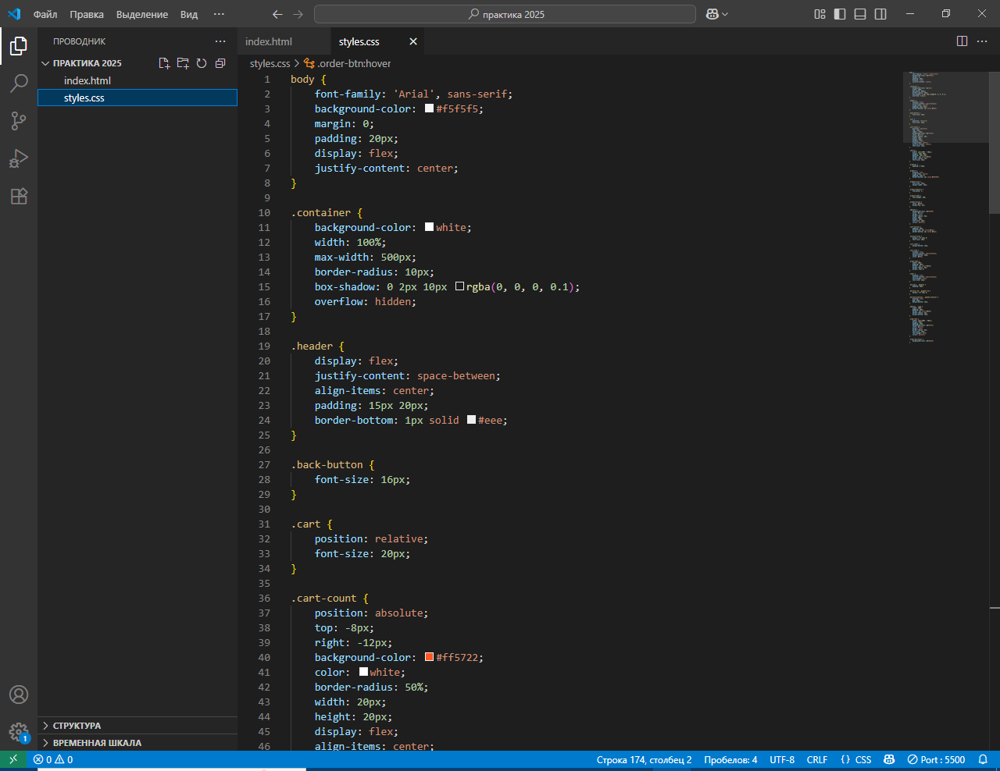 Файл Правка Выделение Вид ··· практика 2025
ПРОВОДНИК ···
ПРАКТИКА 2025
index.html
styles.css
СТРУКТУРА
ВРЕМЕННАЯ ШКАЛА
1
index.html styles.css
styles.css > .order-btn:hover
1 body {
2 font-family: 'Arial', sans-serif;
3 background-color: #f5f5f5;
4 margin: 0;
5 padding: 20px;
6 display: flex;
7 justify-content: center;
8 }
9
10 .container {
11 background-color: white;
12 width: 100%;
13 max-width: 500px;
14 border-radius: 10px;
15 box-shadow: 0 2px 10px rgba(0, 0, 0, 0.1);
16 overflow: hidden;
17 }
18
19 .header {
20 display: flex;
21 justify-content: space-between;
22 align-items: center;
23 padding: 15px 20px;
24 border-bottom: 1px solid #eee;
25 }
26
27 .back-button {
28 font-size: 16px;
29 }
30
31 .cart {
32 position: relative;
33 font-size: 20px;
34 }
35
36 .cart-count {
37 position: absolute;
38 top: -8px;
39 right: -12px;
40 background-color: #ff5722;
41 color: white;
42 border-radius: 50%;
43 width: 20px;
44 height: 20px;
45 display: flex;
46 align-items: center;
0 0 Строка 174, столбец 2 Пробелов: 4 UTF-8 CRLF {} CSS Port : 5500